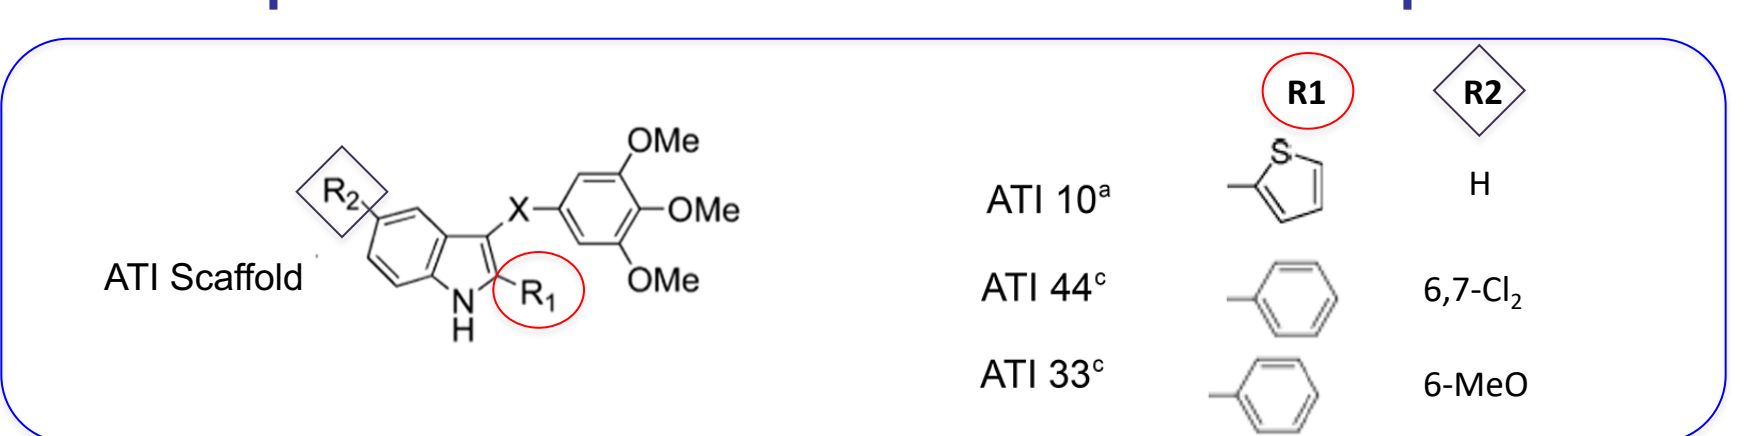 R1 R2
OMe
R₂ X OMe
ATI Scaffold
R₁ OMe
N
H
S
ATI 10ᵃ H
ATI 44ᶜ 6,7-Cl₂
ATI 33ᶜ 6-MeO